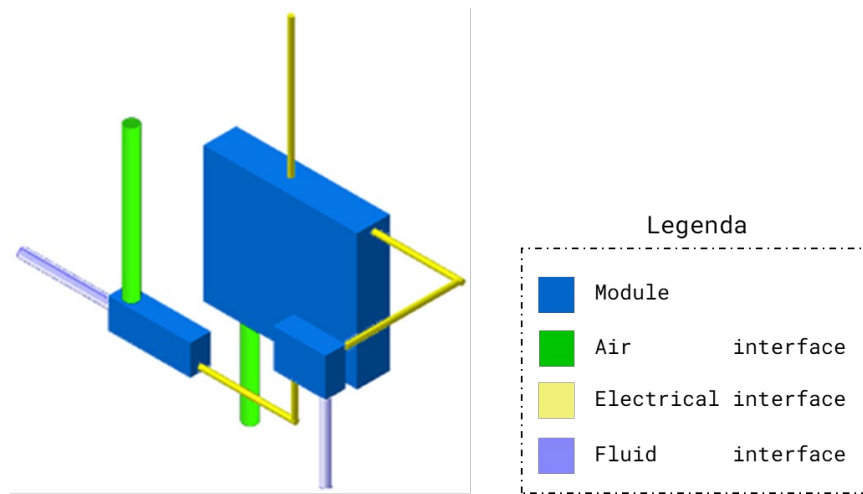 Legenda
Module
Air interface
Electrical interface
Fluid interface